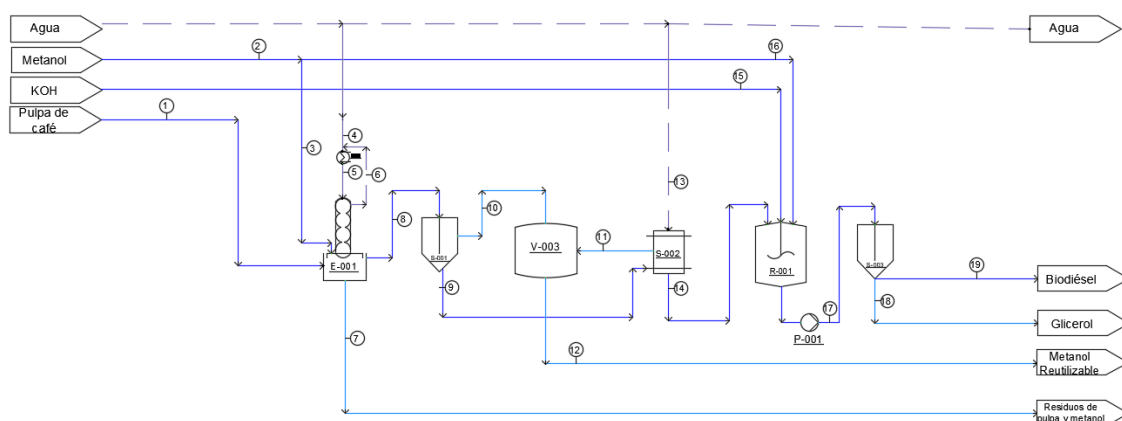 Agua
Agua
Metanol
2
16
KOH
15
Pulpa de
café
1
3
4
5
6
13
8
10
V-003
11
S-001
S-002
R-001
S-003
E-001
9
14
17
19
18
7
12
P-001
Biodiésel
Glicerol
Metanol
Reutilizable
Residuos de
pulpa y metanol